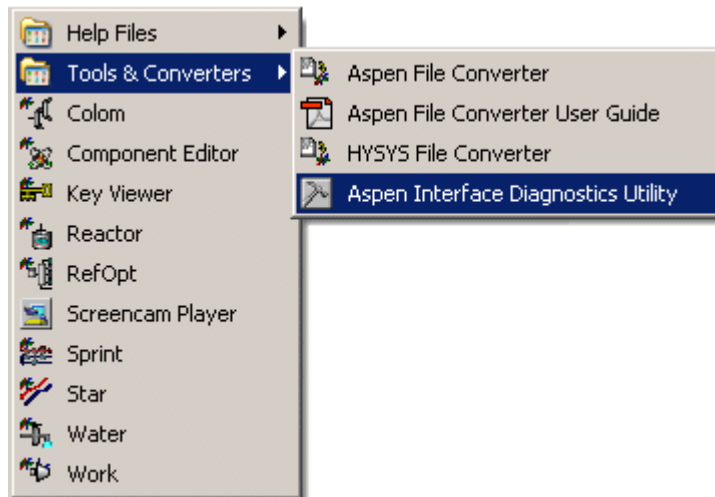 Help Files
Tools & Converters
Colom
Component Editor
Key Viewer
Reactor
RefOpt
Screencam Player
Sprint
Star
Water
Work
Aspen File Converter
Aspen File Converter User Guide
HYSYS File Converter
Aspen Interface Diagnostics Utility